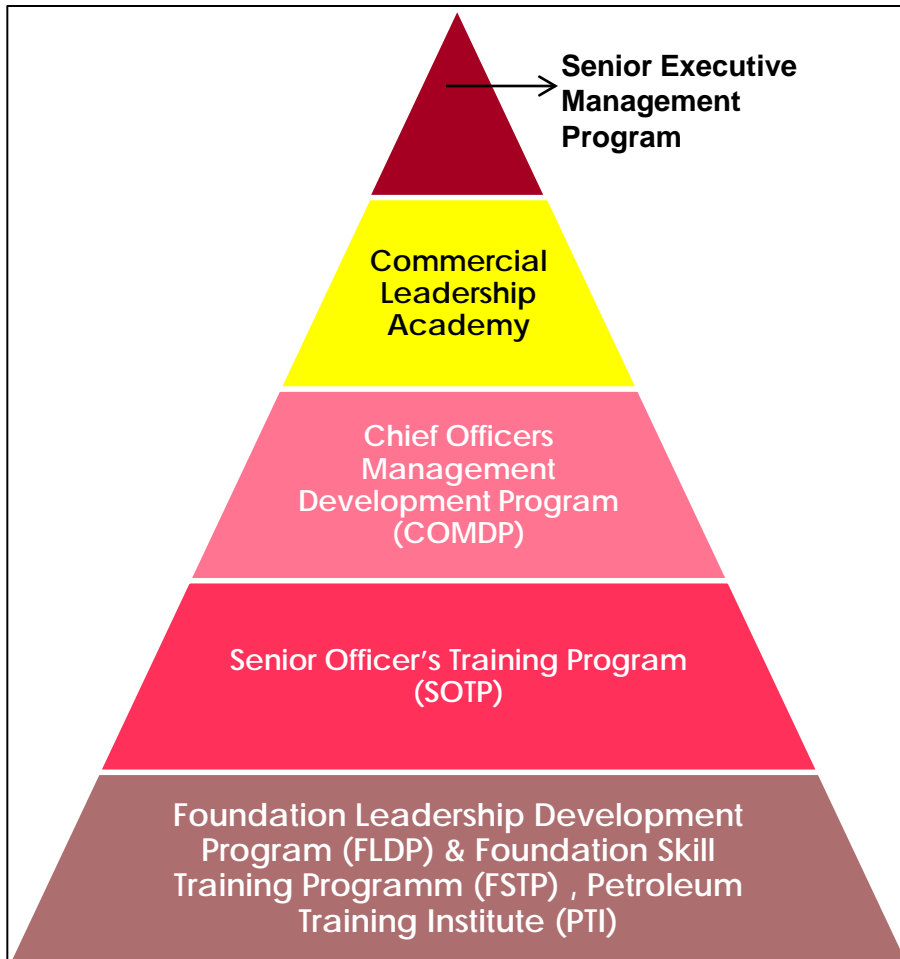 Senior Executive
Management
Program
Commercial
Leadership
Academy
Chief Officers
Management
Development Program
(COMDP)
Senior Officer's Training Program
(SOTP)
Foundation Leadership Development
Program (FLDP) & Foundation Skill
Training Programm (FSTP) , Petroleum
Training Institute (PTI)